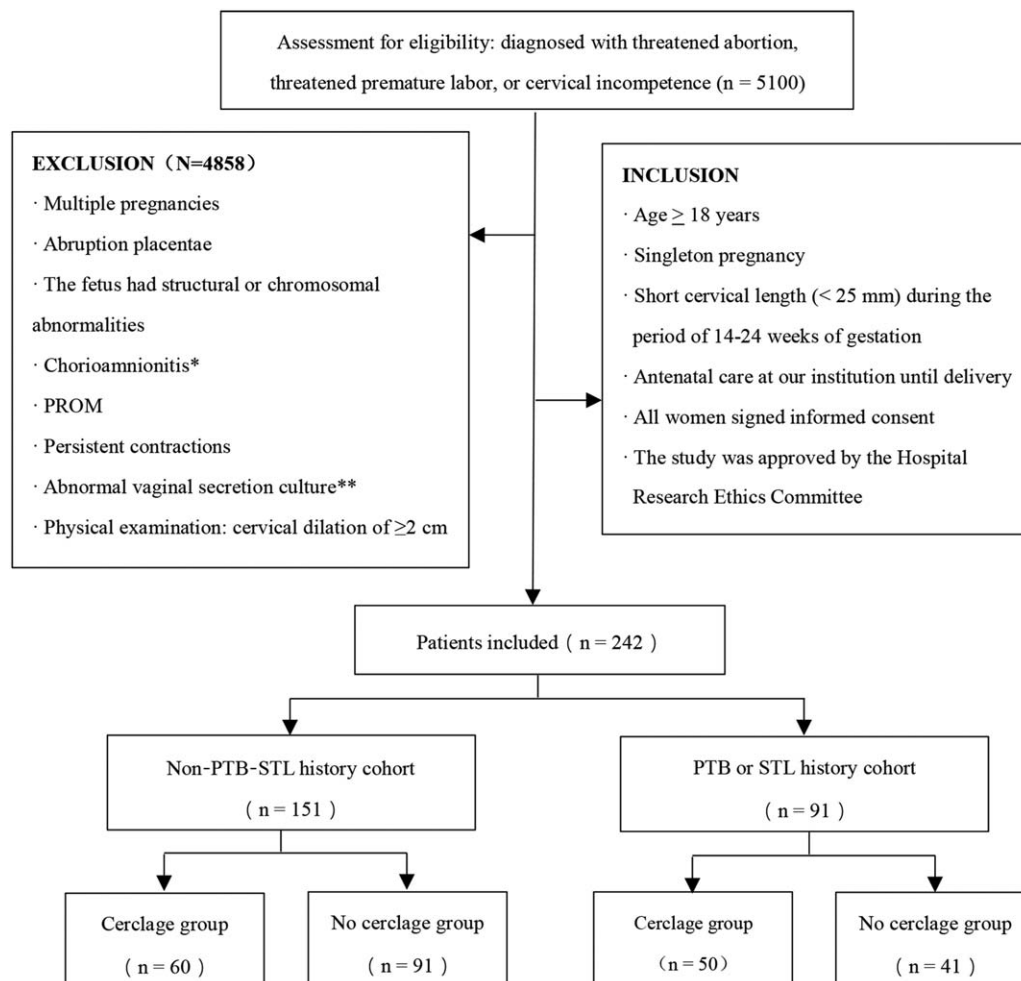 Assessment for eligibility: diagnosed with threatened abortion,
threatened premature labor, or cervical incompetence (n = 5100)
EXCLUSION（N=4858）
· Multiple pregnancies
· Abruption placentae
· The fetus had structural or chromosomal
abnormalities
· Chorioamnionitis*
· PROM
· Persistent contractions
· Abnormal vaginal secretion culture**
· Physical examination: cervical dilation of ≥2 cm
INCLUSION
· Age ≥ 18 years
· Singleton pregnancy
· Short cervical length (< 25 mm) during the
period of 14-24 weeks of gestation
· Antenatal care at our institution until delivery
· All women signed informed consent
· The study was approved by the Hospital
Research Ethics Committee
Patients included（n = 242）
Non-PTB-STL history cohort
（n = 151）
PTB or STL history cohort
（n = 91）
Cerclage group
（n = 60）
No cerclage group
（n = 91）
Cerclage group
（n = 50）
No cerclage group
（n = 41）